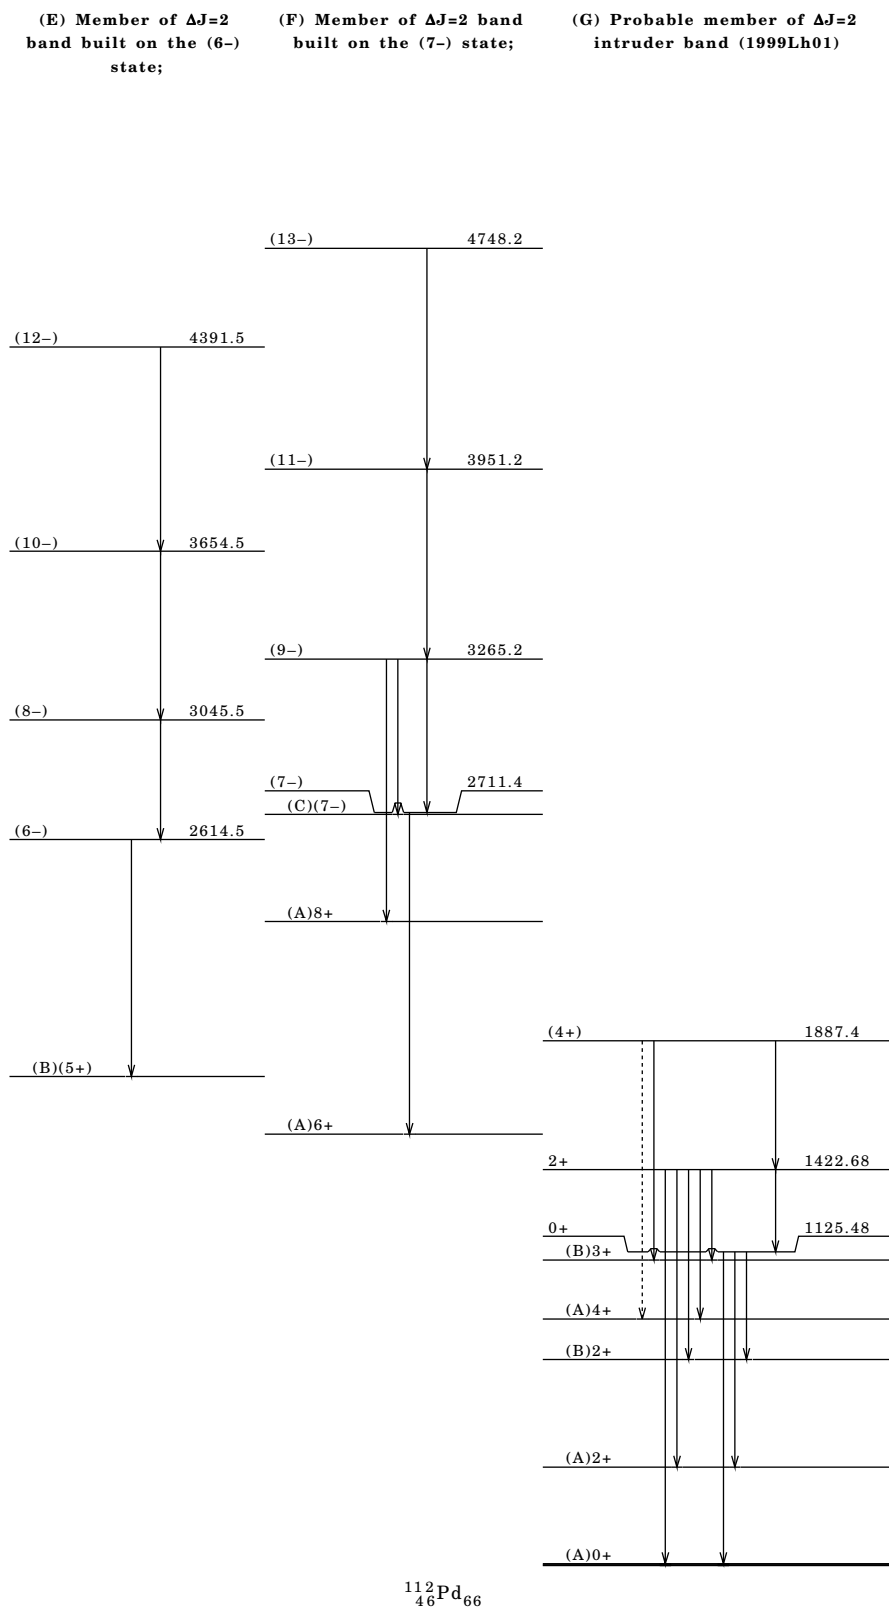 (E) Member of ΔJ=2
band built on the (6–)
state;
(F) Member of ΔJ=2 band
built on the (7–) state;
(G) Probable member of ΔJ=2
intruder band (1999Lh01)
(12–) 4391.5
(10–) 3654.5
(8–) 3045.5
(6–) 2614.5
(B)(5+)
(13–) 4748.2
(11–) 3951.2
(9–) 3265.2
(7–) 2711.4
(C)(7–)
(A)8+
(A)6+
(4+) 1887.4
2+ 1422.68
0+ 1125.48
(B)3+
(A)4+
(B)2+
(A)2+
(A)0+
112
46Pd66